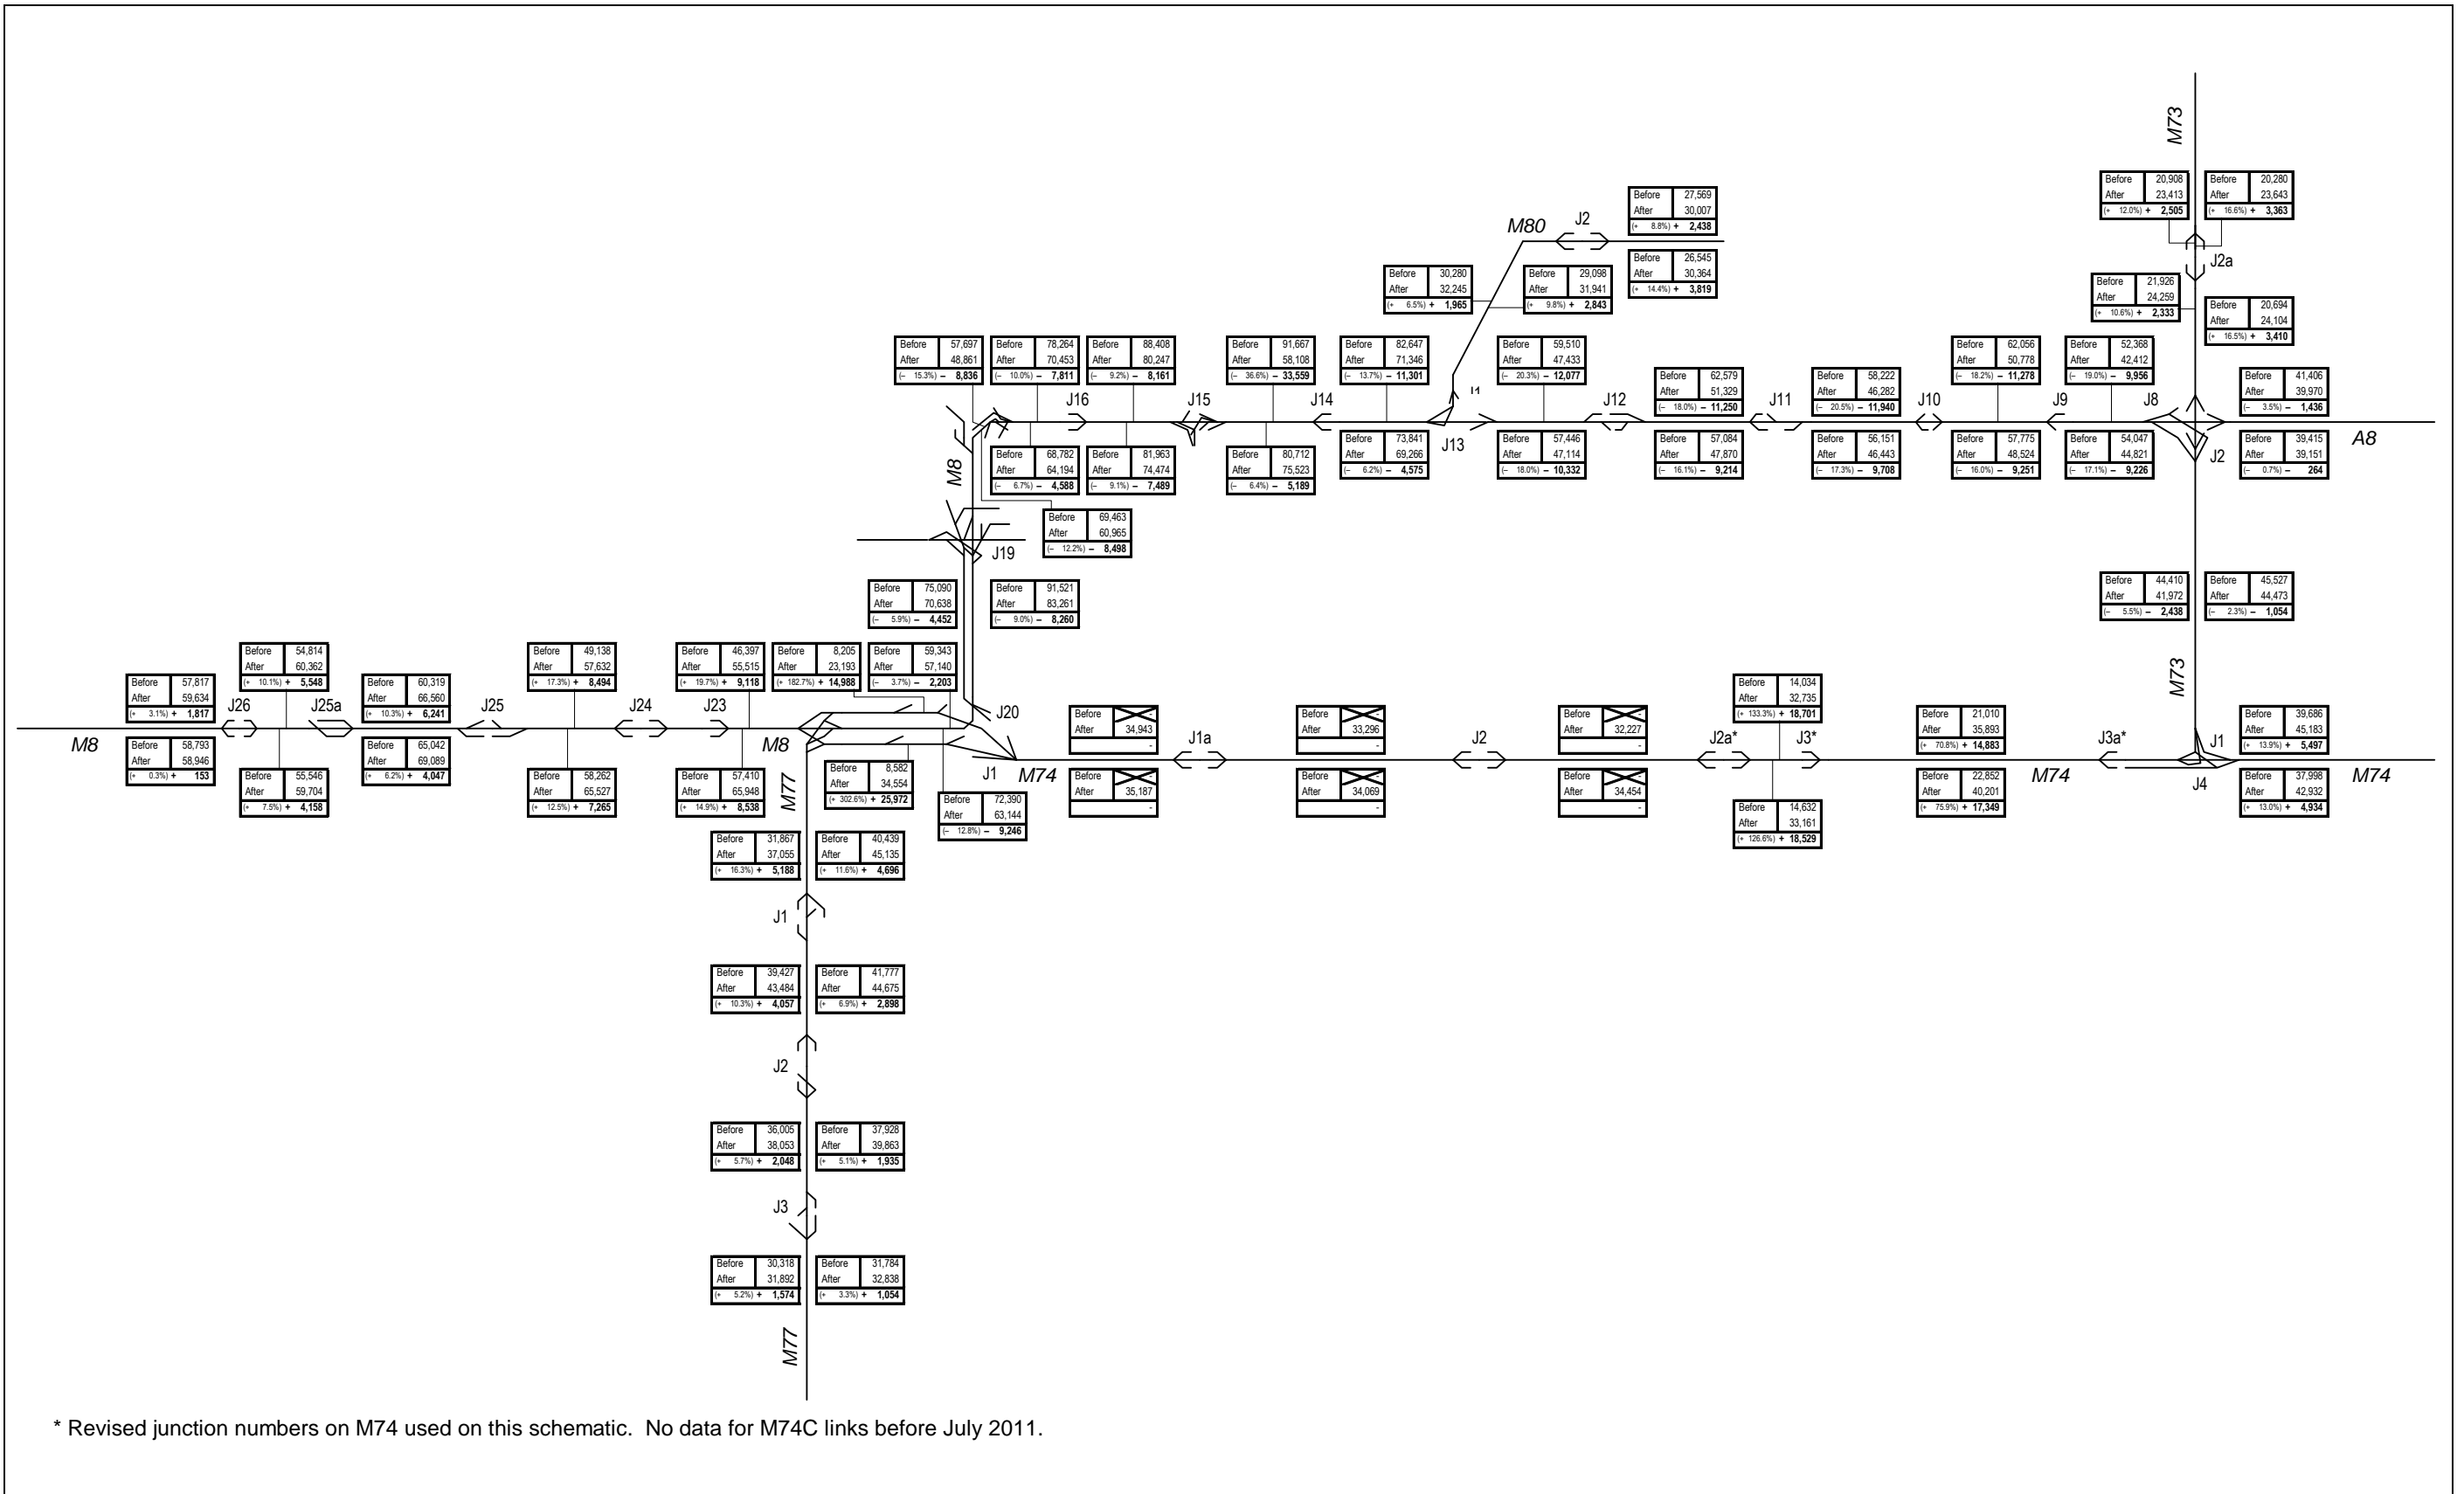 M73
Before 20,908
After 23,413
(+ 12.0%) + 2,505
Before 20,280
After 23,643
(+ 16.6%) + 3,363
J2a
Before 21,926
After 24,259
(+ 10.6%) + 2,333
Before 20,694
After 24,104
(+ 16.5%) + 3,410
M80
J2
Before 27,569
After 30,007
(+ 8.8%) + 2,438
Before 26,545
After 30,364
(+ 14.4%) + 3,819
Before 30,280
After 32,245
(+ 6.5%) + 1,965
Before 29,098
After 31,941
(+ 9.8%) + 2,843
Before 57,697
After 48,861
(– 15.3%) – 8,836
Before 78,264
After 70,453
(– 10.0%) – 7,811
Before 88,408
After 80,247
(– 9.2%) – 8,161
Before 91,667
After 58,108
(– 36.6%) – 33,559
Before 82,647
After 71,346
(– 13.7%) – 11,301
Before 59,510
After 47,433
(– 20.3%) – 12,077
Before 62,579
After 51,329
(– 18.0%) – 11,250
Before 58,222
After 46,282
(– 20.5%) – 11,940
Before 62,056
After 50,778
(– 18.2%) – 11,278
Before 52,368
After 42,412
(– 19.0%) – 9,956
Before 41,406
After 39,970
(– 3.5%) – 1,436
J16
J15
J14
J13
J12
J11
J10
J9
J8
J2
A8
M8
Before 68,782
After 64,194
(– 6.7%) – 4,588
Before 81,963
After 74,474
(– 9.1%) – 7,489
Before 80,712
After 75,523
(– 6.4%) – 5,189
Before 73,841
After 69,266
(– 6.2%) – 4,575
Before 57,446
After 47,114
(– 18.0%) – 10,332
Before 57,084
After 47,870
(– 16.1%) – 9,214
Before 56,151
After 46,443
(– 17.3%) – 9,708
Before 57,775
After 48,524
(– 16.0%) – 9,251
Before 54,047
After 44,821
(– 17.1%) – 9,226
Before 39,415
After 39,151
(– 0.7%) – 264
Before 69,463
After 60,965
(– 12.2%) – 8,498
J19
Before 75,090
After 70,638
(– 5.9%) – 4,452
Before 91,521
After 83,261
(– 9.0%) – 8,260
Before 44,410
After 41,972
(– 5.5%) – 2,438
Before 45,527
After 44,473
(– 2.3%) – 1,054
M73
Before 57,817
After 59,634
(+ 3.1%) + 1,817
Before 54,814
After 60,362
(+ 10.1%) + 5,548
Before 60,319
After 66,560
(+ 10.3%) + 6,241
Before 49,138
After 57,632
(+ 17.3%) + 8,494
Before 46,397
After 55,515
(+ 19.7%) + 9,118
Before 8,205
After 23,193
(+ 182.7%) + 14,988
Before 59,343
After 57,140
(– 3.7%) – 2,203
Before -
After 34,943
-
Before -
After 33,296
-
Before -
After 32,227
-
Before 14,034
After 32,735
(+ 133.3%) + 18,701
Before 21,010
After 35,893
(+ 70.8%) + 14,883
Before 39,686
After 45,183
(+ 13.9%) + 5,497
M8
J26
J25a
J25
J24
J23
M8
J20
J1
M74
J1a
J2
J2a*
J3*
M74
J3a*
J1
J4
M74
Before 58,793
After 58,946
(+ 0.3%) + 153
Before 55,546
After 59,704
(+ 7.5%) + 4,158
Before 65,042
After 69,089
(+ 6.2%) + 4,047
Before 58,262
After 65,527
(+ 12.5%) + 7,265
Before 57,410
After 65,948
(+ 14.9%) + 8,538
M77
Before 8,582
After 34,554
(+ 302.6%) + 25,972
Before 72,390
After 63,144
(– 12.8%) – 9,246
Before -
After 35,187
-
Before -
After 34,069
-
Before -
After 34,454
-
Before 14,632
After 33,161
(+ 126.6%) + 18,529
Before 22,852
After 40,201
(+ 75.9%) + 17,349
Before 37,998
After 42,932
(+ 13.0%) + 4,934
Before 31,867
After 37,055
(+ 16.3%) + 5,188
Before 40,439
After 45,135
(+ 11.6%) + 4,696
J1
Before 39,427
After 43,484
(+ 10.3%) + 4,057
Before 41,777
After 44,675
(+ 6.9%) + 2,898
J2
Before 36,005
After 38,053
(+ 5.7%) + 2,048
Before 37,928
After 39,863
(+ 5.1%) + 1,935
J3
Before 30,318
After 31,892
(+ 5.2%) + 1,574
Before 31,784
After 32,838
(+ 3.3%) + 1,054
M77
* Revised junction numbers on M74 used on this schematic. No data for M74C links before July 2011.